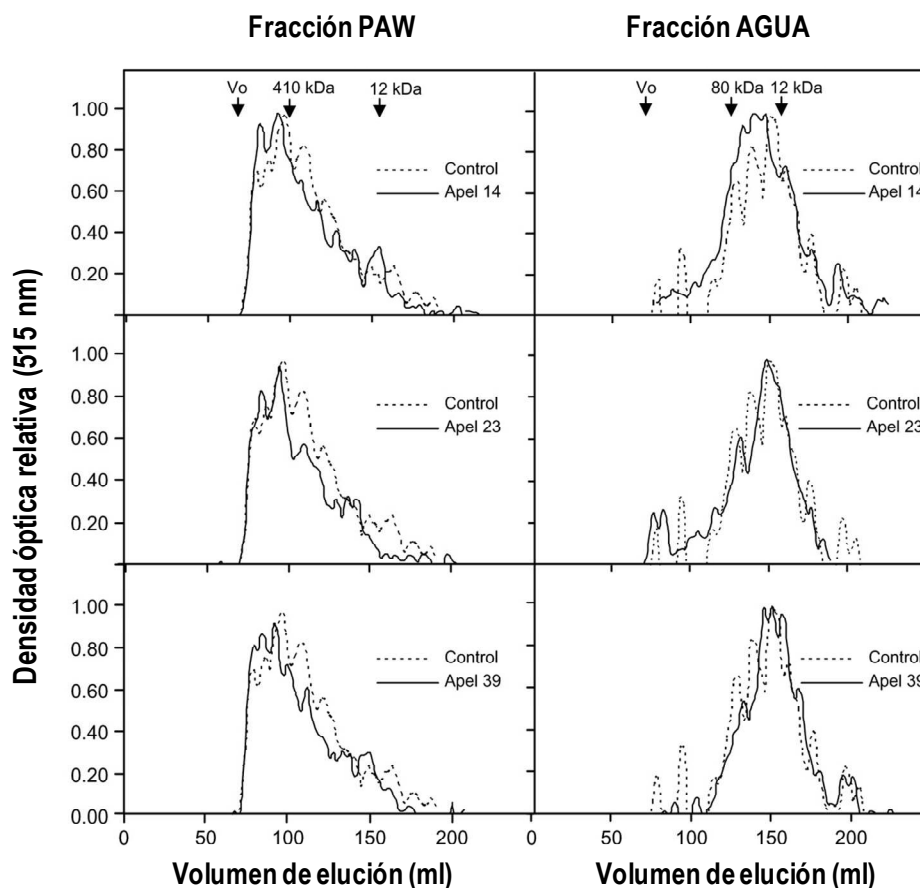 Fracción PAW
Fracción AGUA
Densidad óptica relativa (515 nm)
Vo 410 kDa 12 kDa
1.00
0.80
0.60
0.40
0.20
Control
Apel 14
Vo 80 kDa 12 kDa
Control
Apel 14
1.00
0.80
0.60
0.40
0.20
Control
Apel 23
Control
Apel 23
1.00
0.80
0.60
0.40
0.20
0.00
Control
Apel 39
Control
Apel 39
0 50 100 150 200
0 50 100 150 200
Volumen de elución (ml)
Volumen de elución (ml)